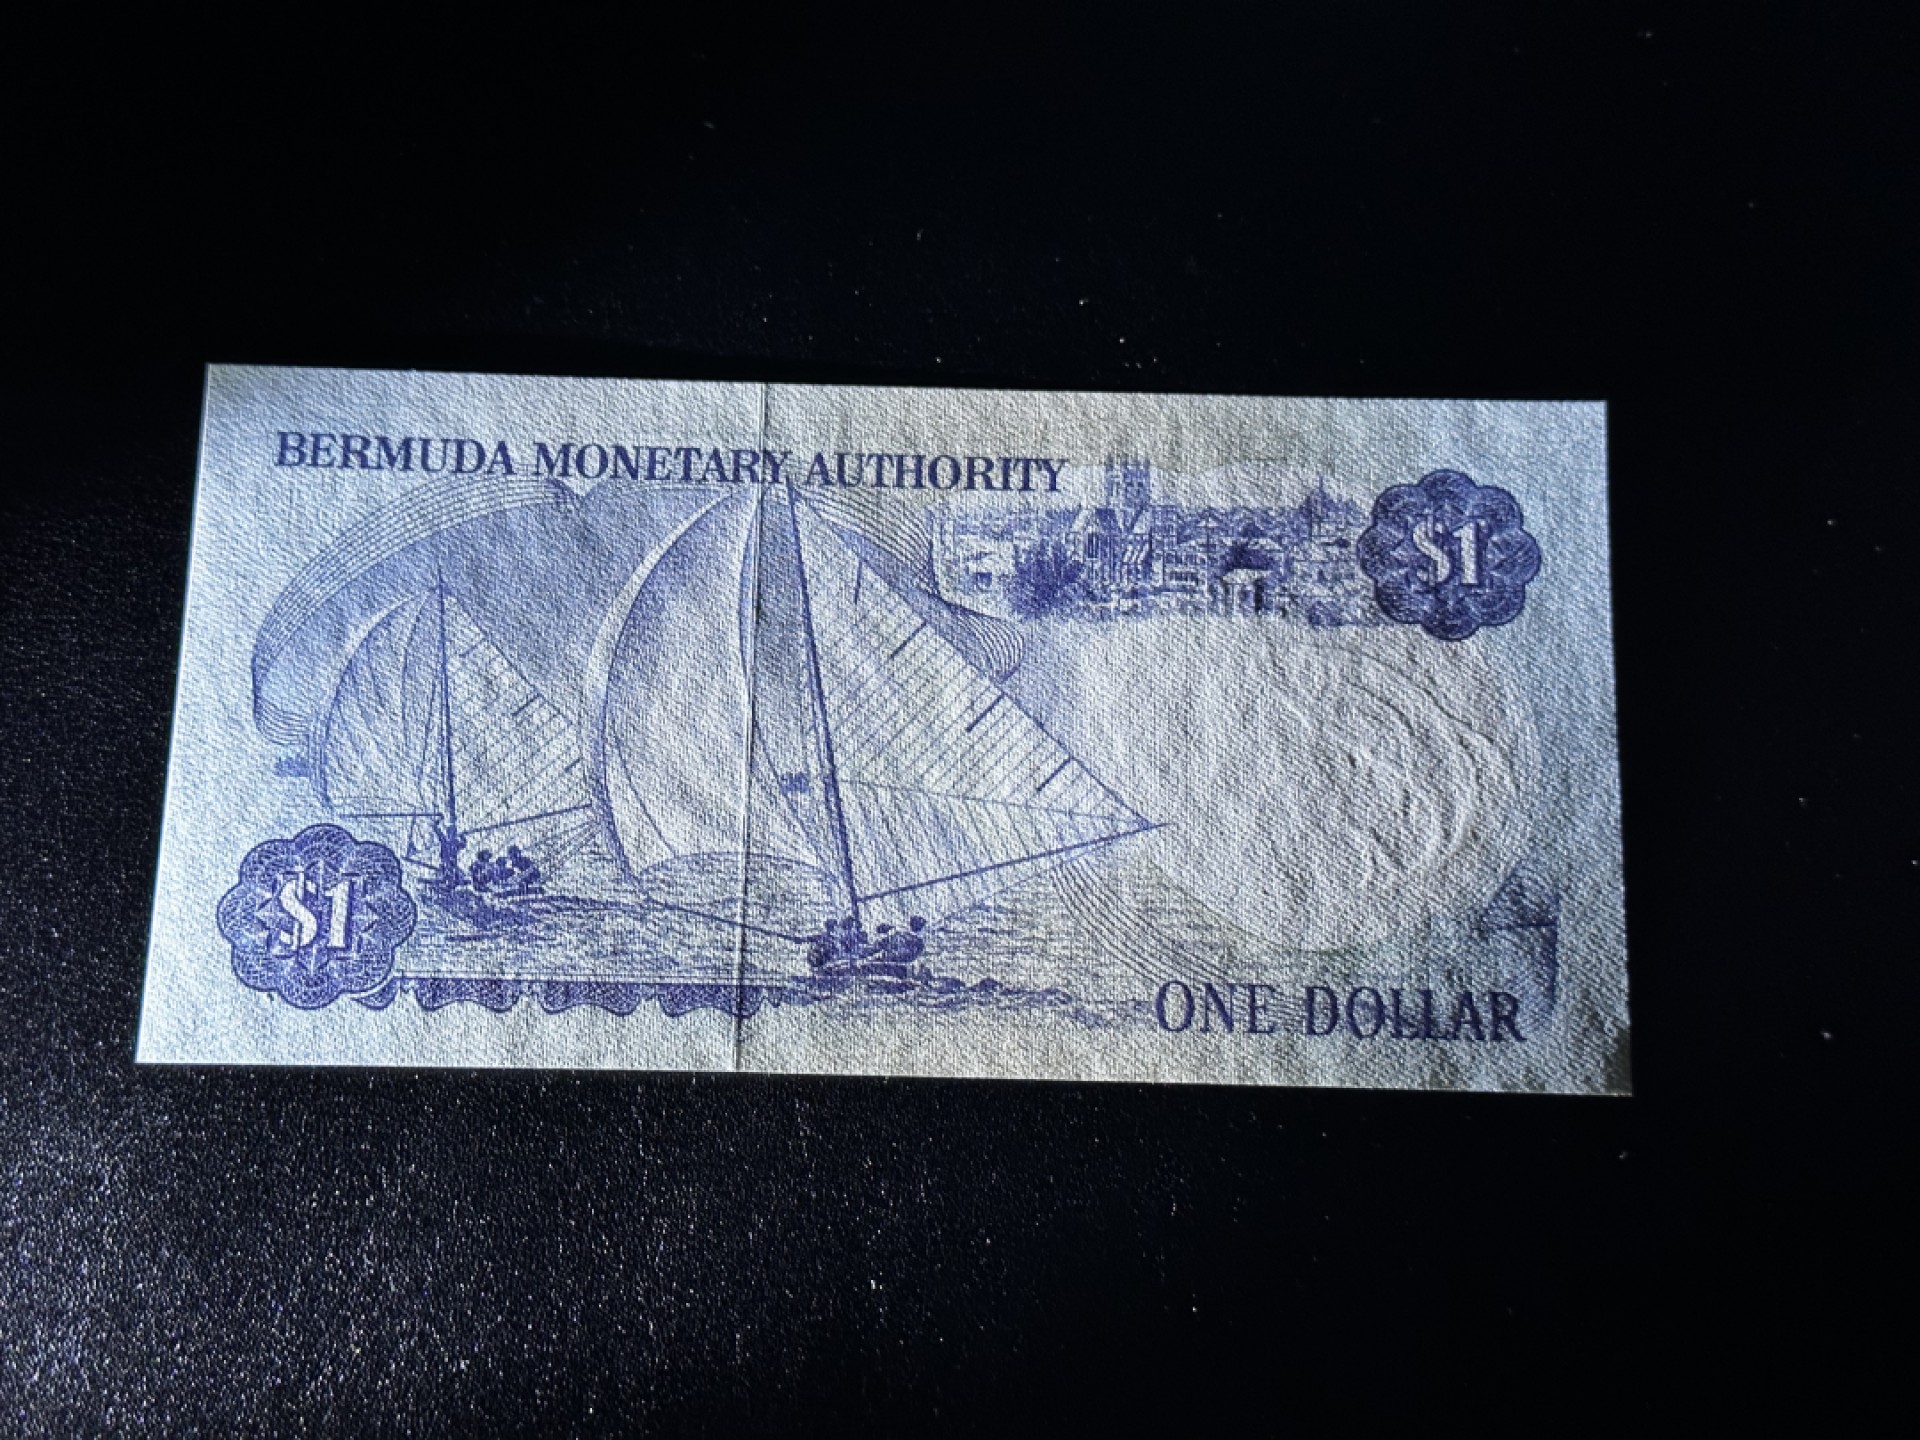 BERMUDA MONETARY AUTHORITY
$1
$1
ONE DOLLAR